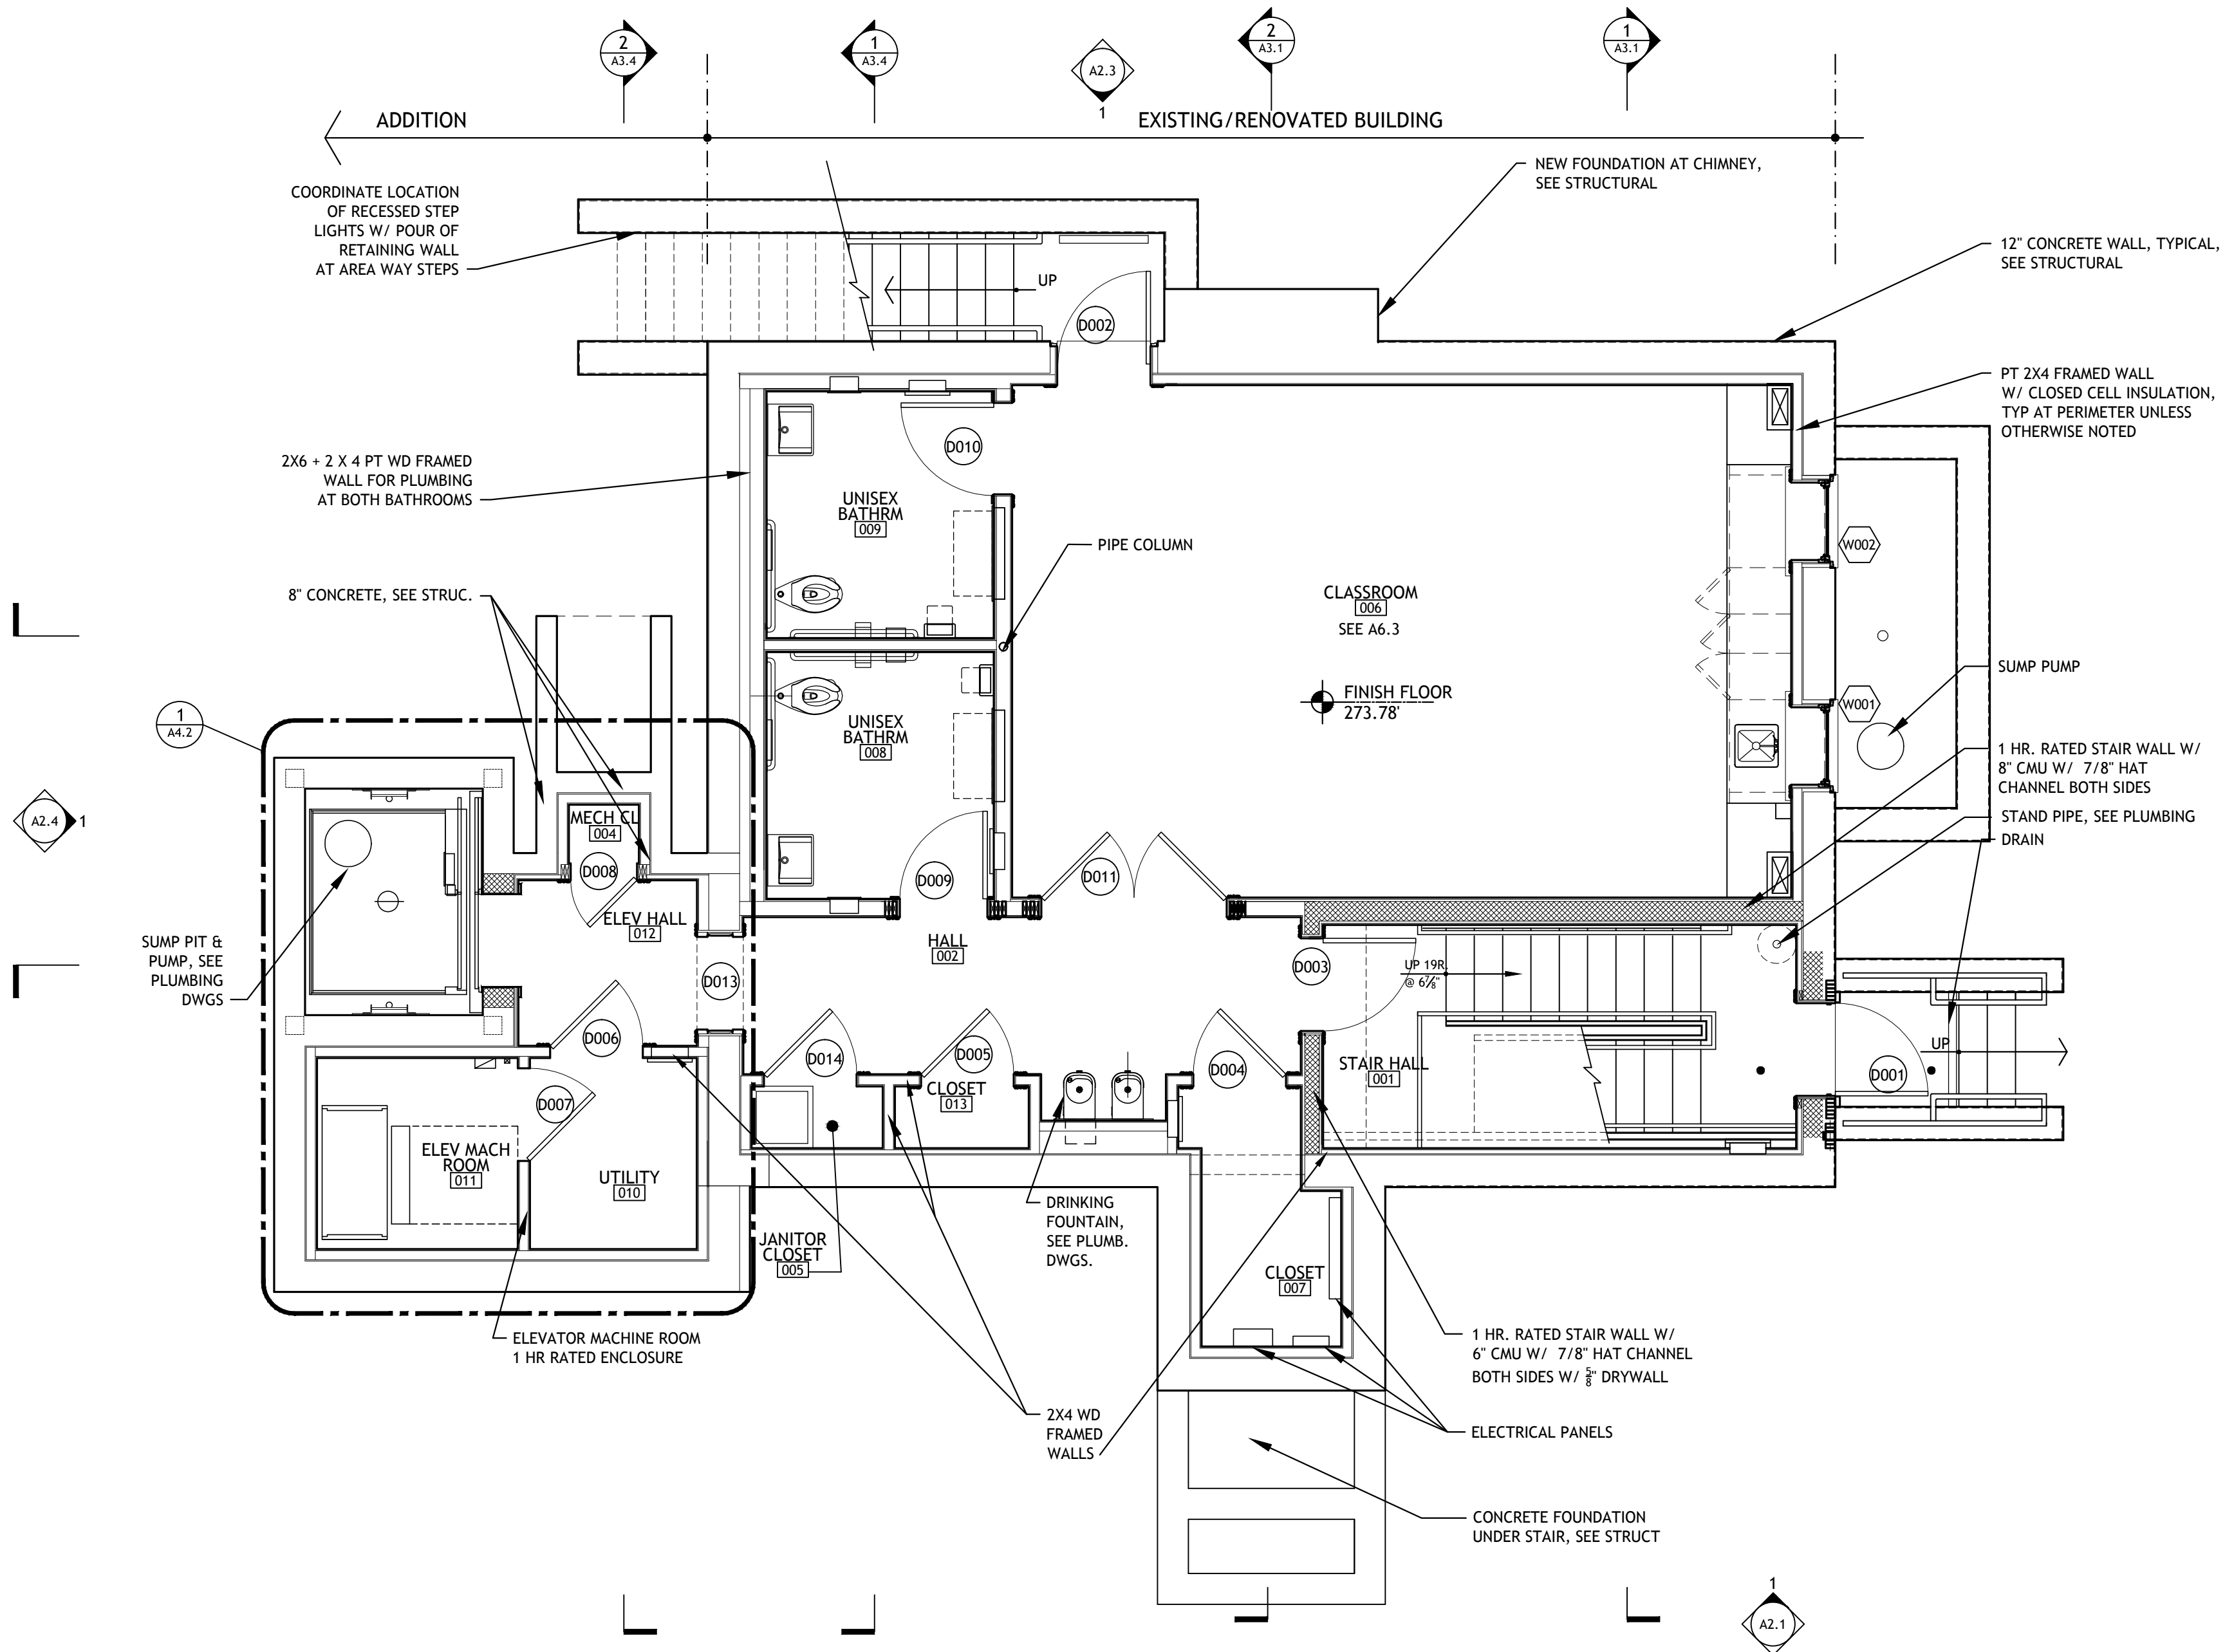 2
A3.4
1
A3.4
A2.3
1
2
A3.1
1
A3.1
ADDITION
EXISTING/RENOVATED BUILDING
NEW FOUNDATION AT CHIMNEY,
SEE STRUCTURAL
COORDINATE LOCATION
OF RECESSED STEP
LIGHTS W/ POUR OF
RETAINING WALL
AT AREA WAY STEPS
12" CONCRETE WALL, TYPICAL,
SEE STRUCTURAL
UP
D002
PT 2X4 FRAMED WALL
W/ CLOSED CELL INSULATION,
TYP AT PERIMETER UNLESS
OTHERWISE NOTED
D010
2X6 + 2 X 4 PT WD FRAMED
WALL FOR PLUMBING
AT BOTH BATHROOMS
UNISEX
BATHRM
009
PIPE COLUMN
W002
8" CONCRETE, SEE STRUC.
CLASSROOM
006
SEE A6.3
SUMP PUMP
FINISH FLOOR
273.78'
W001
1
A4.2
UNISEX
BATHRM
008
1 HR. RATED STAIR WALL W/
8" CMU W/ 7/8" HAT
CHANNEL BOTH SIDES
A2.4
1
MECH CL
004
STAND PIPE, SEE PLUMBING
DRAIN
D008
D009
D011
ELEV HALL
012
HALL
002
SUMP PIT &
PUMP, SEE
PLUMBING
DWGS
D013
D003
UP 19R.
@ 6⅞"
D006
D014
D005
D004
STAIR HALL
001
UP
D001
CLOSET
013
D007
ELEV MACH
ROOM
011
UTILITY
010
JANITOR
CLOSET
005
DRINKING
FOUNTAIN,
SEE PLUMB.
DWGS.
CLOSET
007
ELEVATOR MACHINE ROOM
1 HR RATED ENCLOSURE
1 HR. RATED STAIR WALL W/
6" CMU W/ 7/8" HAT CHANNEL
BOTH SIDES W/ ⅝" DRYWALL
2X4 WD
FRAMED
WALLS
ELECTRICAL PANELS
CONCRETE FOUNDATION
UNDER STAIR, SEE STRUCT
1
A2.1